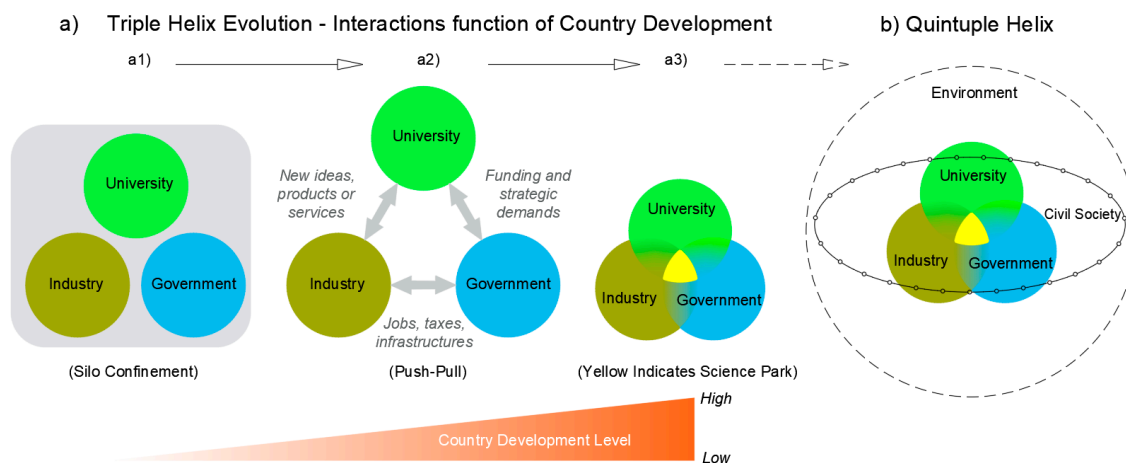 a) Triple Helix Evolution - Interactions function of Country Development
b) Quintuple Helix
a1)
a2)
a3)
University
Industry
Government
(Silo Confinement)
University
New ideas,
products or
services
Funding and
strategic
demands
Industry
Government
Jobs, taxes,
infrastructures
(Push-Pull)
University
Industry
Government
(Yellow Indicates Science Park)
Environment
University
Civil Society
Industry
Government
High
Country Development Level
Low